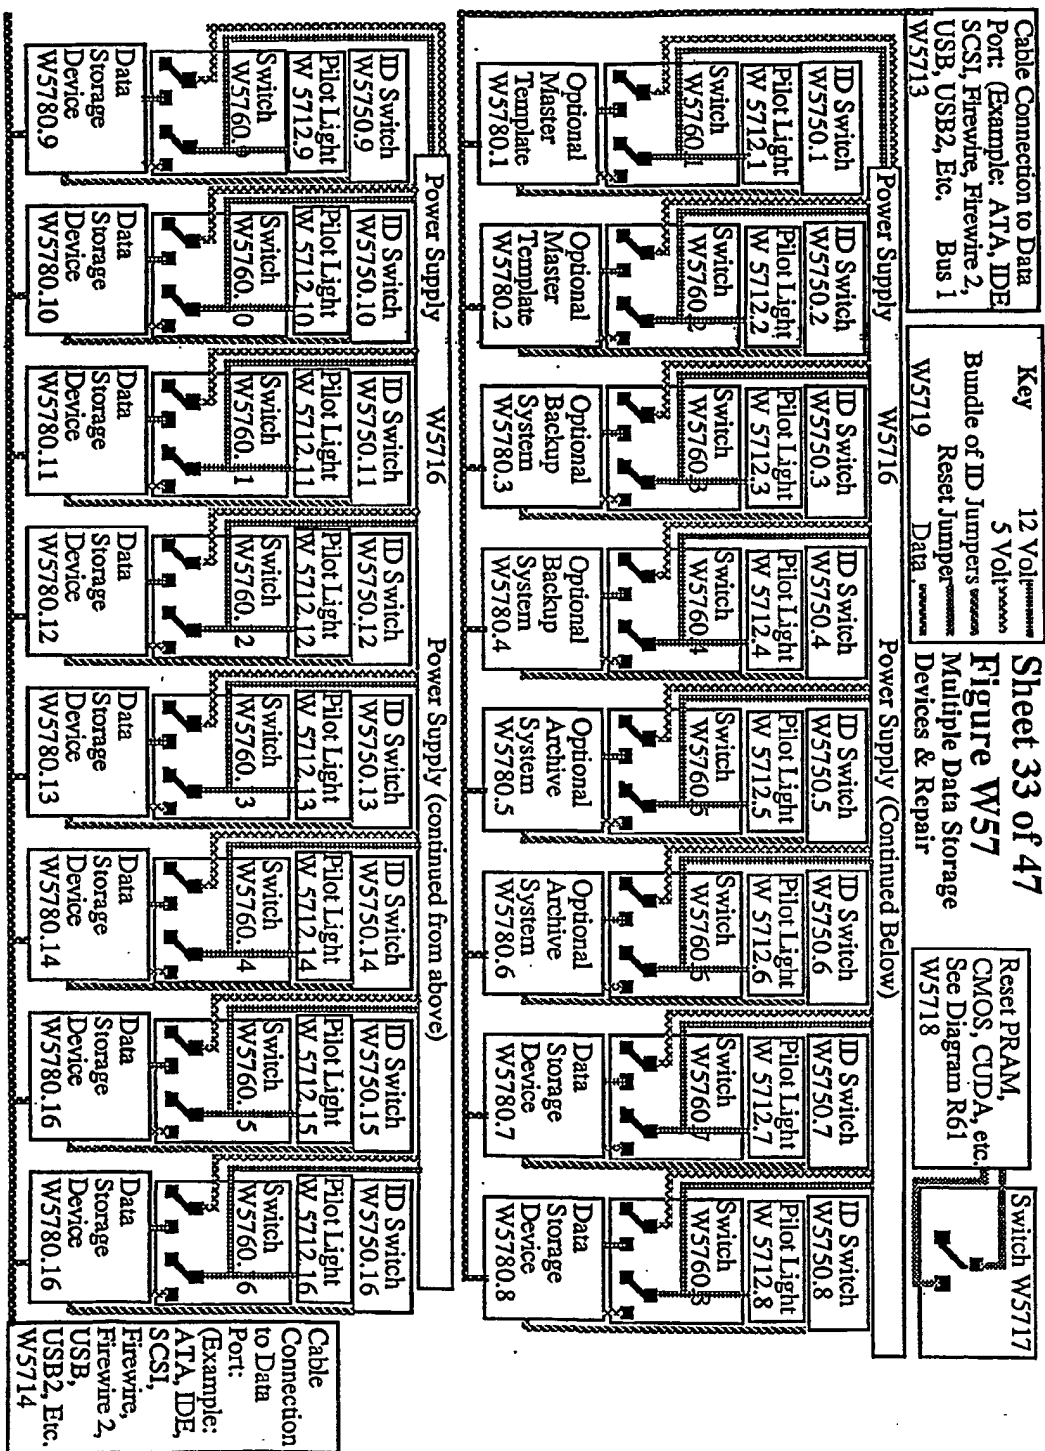 Cable Connection to Data
Port: (Example: ATA, IDE,
SCSI, Firewire, Firewire 2,
USB, USB2, Etc. Bus 1
W5713
Key
12 Volt
5 Volt
Bundle of ID Jumpers
Reset Jumper
W5719 Data
Sheet 33 of 47
Figure W57
Multiple Data Storage
Devices & Repair
Reset PRAM,
CMOS, CUDA, etc.
See Diagram R61
W5718
Switch W5717
Power Supply W5716 Power Supply (Continued Below)
ID Switch
W5750.1
Pilot Light
W 5712.1
Switch
W5760.1
Optional
Master
Template
W5780.1
ID Switch
W5750.2
Pilot Light
W 5712.2
Switch
W5760.2
Optional
Master
Template
W5780.2
ID Switch
W5750.3
Pilot Light
W 5712.3
Switch
W5760.3
Optional
Backup
System
W5780.3
ID Switch
W5750.4
Pilot Light
W 5712.4
Switch
W5760.4
Optional
Backup
System
W5780.4
ID Switch
W5750.5
Pilot Light
W 5712.5
Switch
W5760.5
Optional
Archive
System
W5780.5
ID Switch
W5750.6
Pilot Light
W 5712.6
Switch
Optional
Archive
System
W5780.6
ID Switch
W5750.7
Pilot Light
W 5712.7
Switch
W5760.7
Data
Storage
Device
W5780.7
ID Switch
W5750.8
Pilot Light
W 5712.8
Switch
W5760.8
Data
Storage
Device
W5780.8
Power Supply W5716 Power Supply (continued from above)
ID Switch
W5750.9
Pilot Light
W 5712.9
Switch
W5760.9
Data
Storage
Device
W5780.9
ID Switch
W5750.10
Pilot Light
W 5712.10
Switch
W5760.10
Data
Storage
Device
W5780.10
ID Switch
W5750.11
Pilot Light
W 5712.11
Switch
W5760.11
Data
Storage
Device
W5780.11
ID Switch
W5750.12
Pilot Light
W 5712.12
Switch
W5760.12
Data
Storage
Device
W5780.12
ID Switch
W5750.13
Pilot Light
W 5712.13
Switch
W5760.13
Data
Storage
Device
W5780.13
ID Switch
W5750.14
Pilot Light
W 5712.14
Switch
W5760.14
Data
Storage
Device
W5780.14
ID Switch
W5750.15
Pilot Light
W 5712.15
Switch
W5760.15
Data
Storage
Device
W5780.16
ID Switch
W5750.16
Pilot Light
W 5712.16
Switch
W5760.16
Data
Storage
Device
W5780.16
Cable
Connection
to Data
Port:
(Example:
ATA, IDE,
SCSI,
Firewire,
Firewire 2,
USB,
USB2, Etc.
W5714